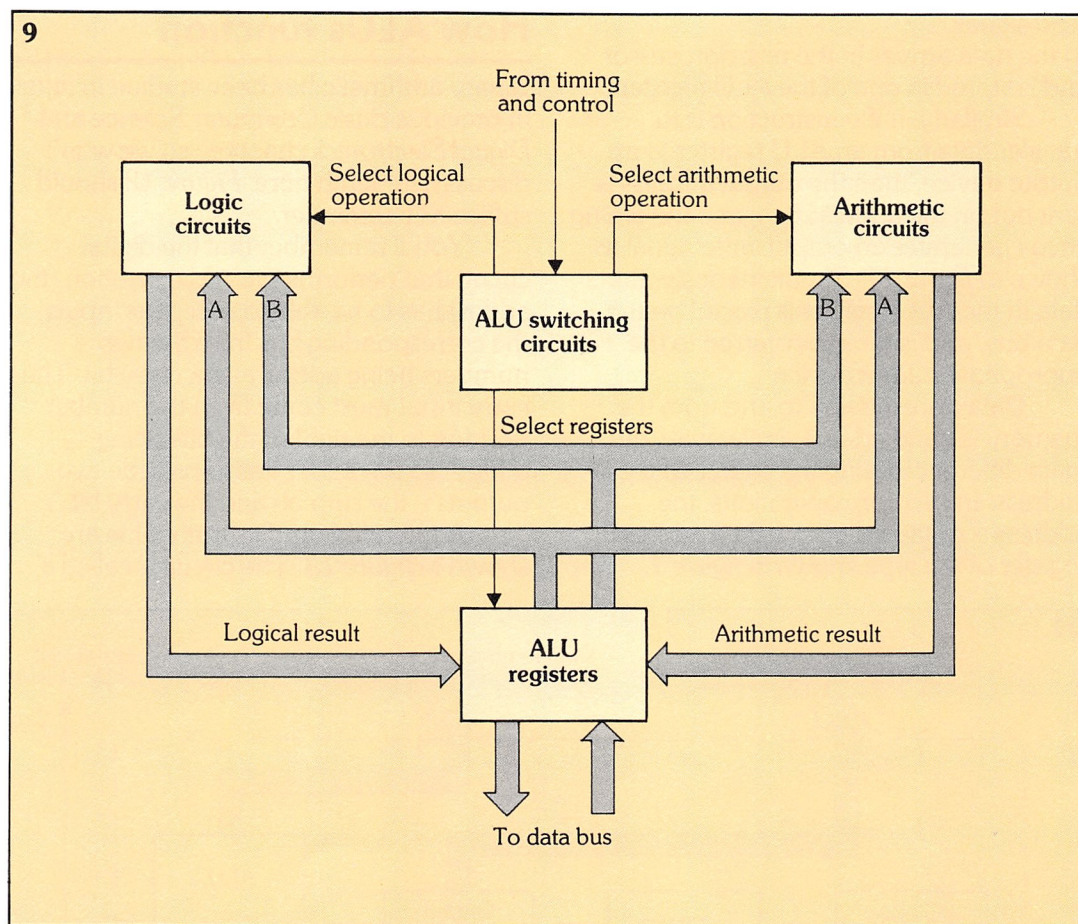 9
From timing
and control
Select logical
operation
Select arithmetic
operation
Logic
circuits
Arithmetic
circuits
A
B
ALU switching
circuits
B
A
Select registers
Logical result
Arithmetic result
ALU
registers
To data bus